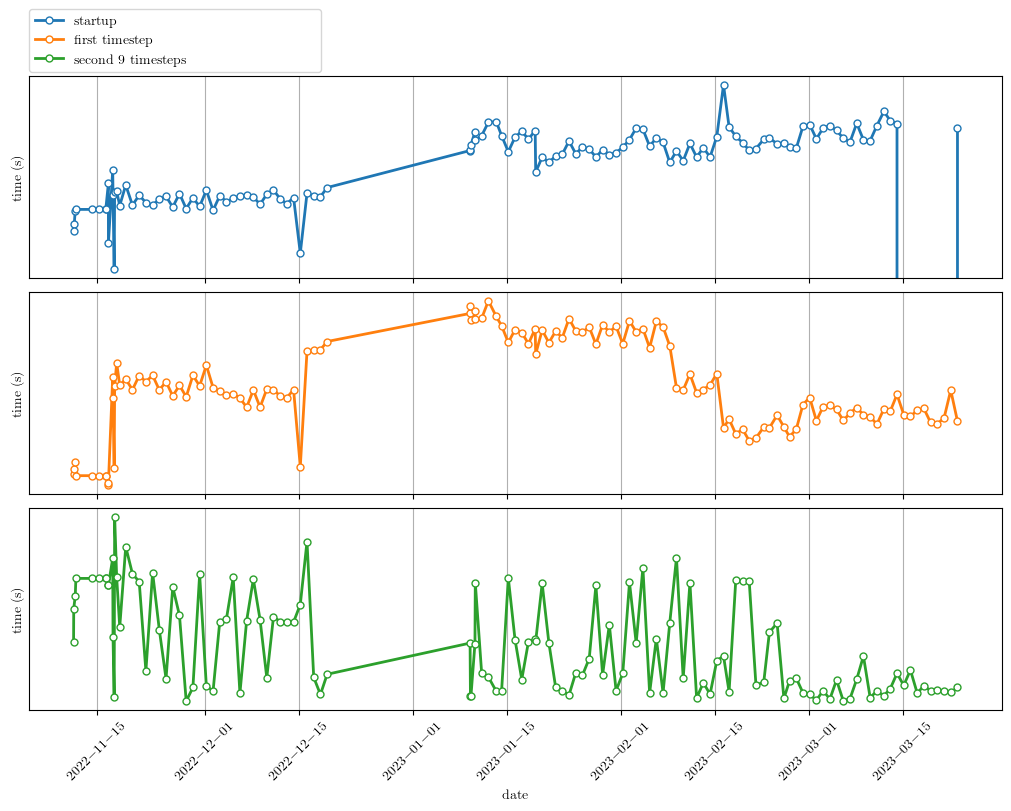 startup
first timestep
second 9 timesteps
time (s)
time (s)
time (s)
2022−11−15
2022−12−01
2022−12−15
2023−01−01
2023−01−15
2023−02−01
2023−02−15
2023−03−01
2023−03−15
date